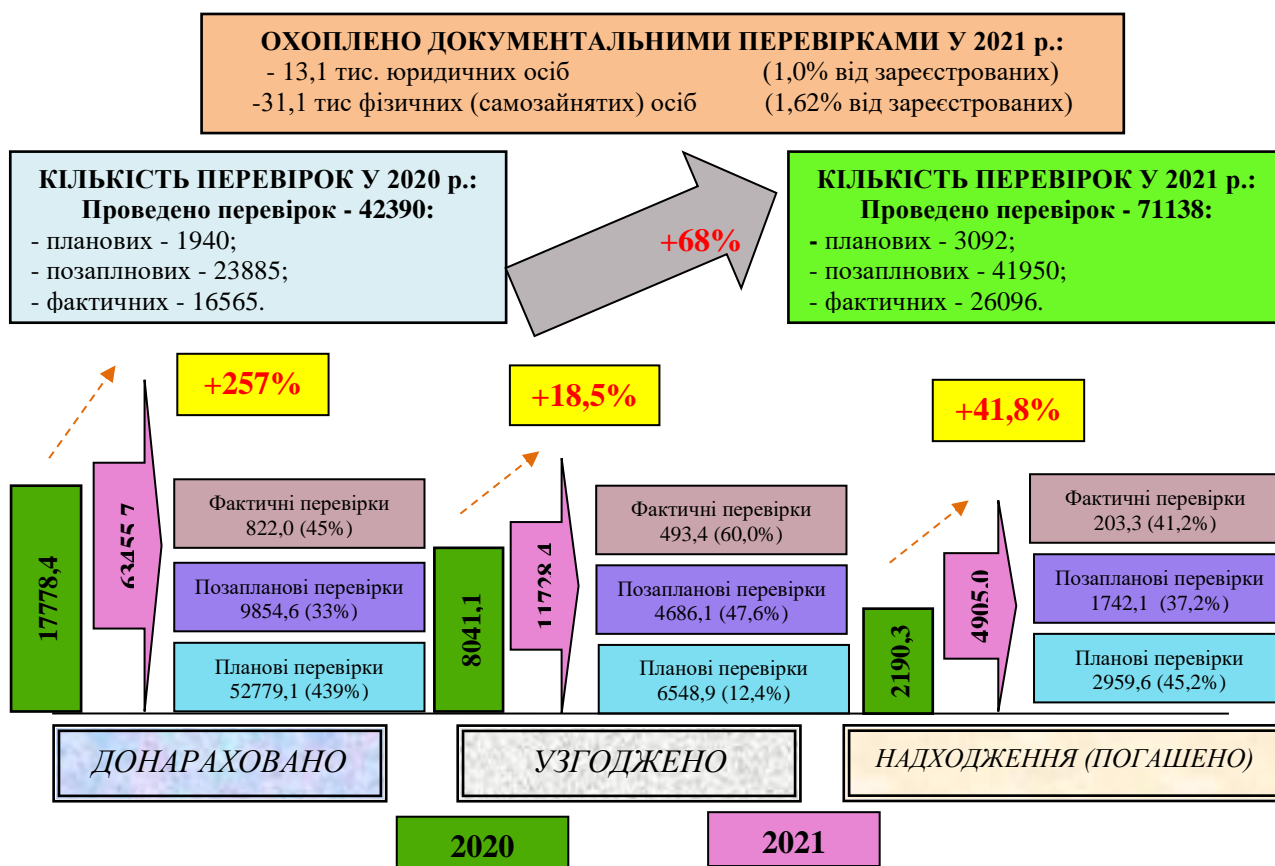 ОХОПЛЕНО ДОКУМЕНТАЛЬНИМИ ПЕРЕВІРКАМИ У 2021 р.:
- 13,1 тис. юридичних осіб (1,0% від зареєстрованих)
-31,1 тис фізичних (самозайнятих) осіб (1,62% від зареєстрованих)
КІЛЬКІСТЬ ПЕРЕВІРОК У 2020 р.:
Проведено перевірок - 42390:
- планових - 1940;
- позаплнових - 23885;
- фактичних - 16565.
+68%
КІЛЬКІСТЬ ПЕРЕВІРОК У 2021 р.:
Проведено перевірок - 71138:
- планових - 3092;
- позаплнових - 41950;
- фактичних - 26096.
+257%
17778,4
63455,7
Фактичні перевірки
822,0 (45%)
Позапланові перевірки
9854,6 (33%)
Планові перевірки
52779,1 (439%)
+18,5%
8041,1
11728,4
Фактичні перевірки
493,4 (60,0%)
Позапланові перевірки
4686,1 (47,6%)
Планові перевірки
6548,9 (12,4%)
+41,8%
2190,3
4905,0
Фактичні перевірки
203,3 (41,2%)
Позапланові перевірки
1742,1 (37,2%)
Планові перевірки
2959,6 (45,2%)
ДОНАРАХОВАНО
УЗГОДЖЕНО
НАДХОДЖЕННЯ (ПОГАШЕНО)
2020
2021